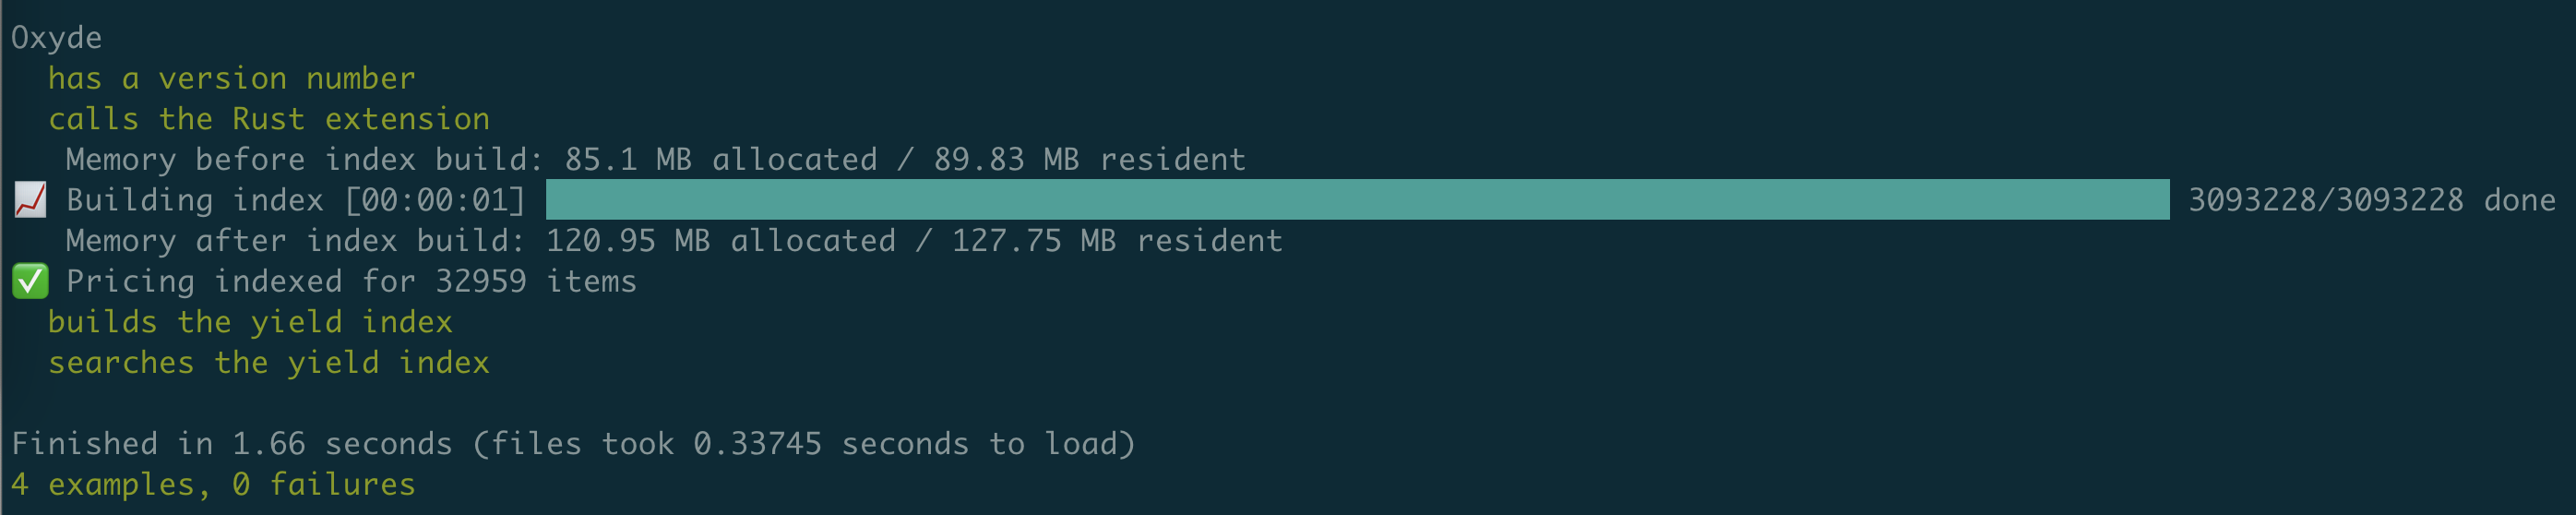 Oxyde
has a version number
calls the Rust extension
Memory before index build: 85.1 MB allocated / 89.83 MB resident
📈 Building index [00:00:01] 3093228/3093228 done
Memory after index build: 120.95 MB allocated / 127.75 MB resident
✅ Pricing indexed for 32959 items
builds the yield index
searches the yield index
Finished in 1.66 seconds (files took 0.33745 seconds to load)
4 examples, 0 failures